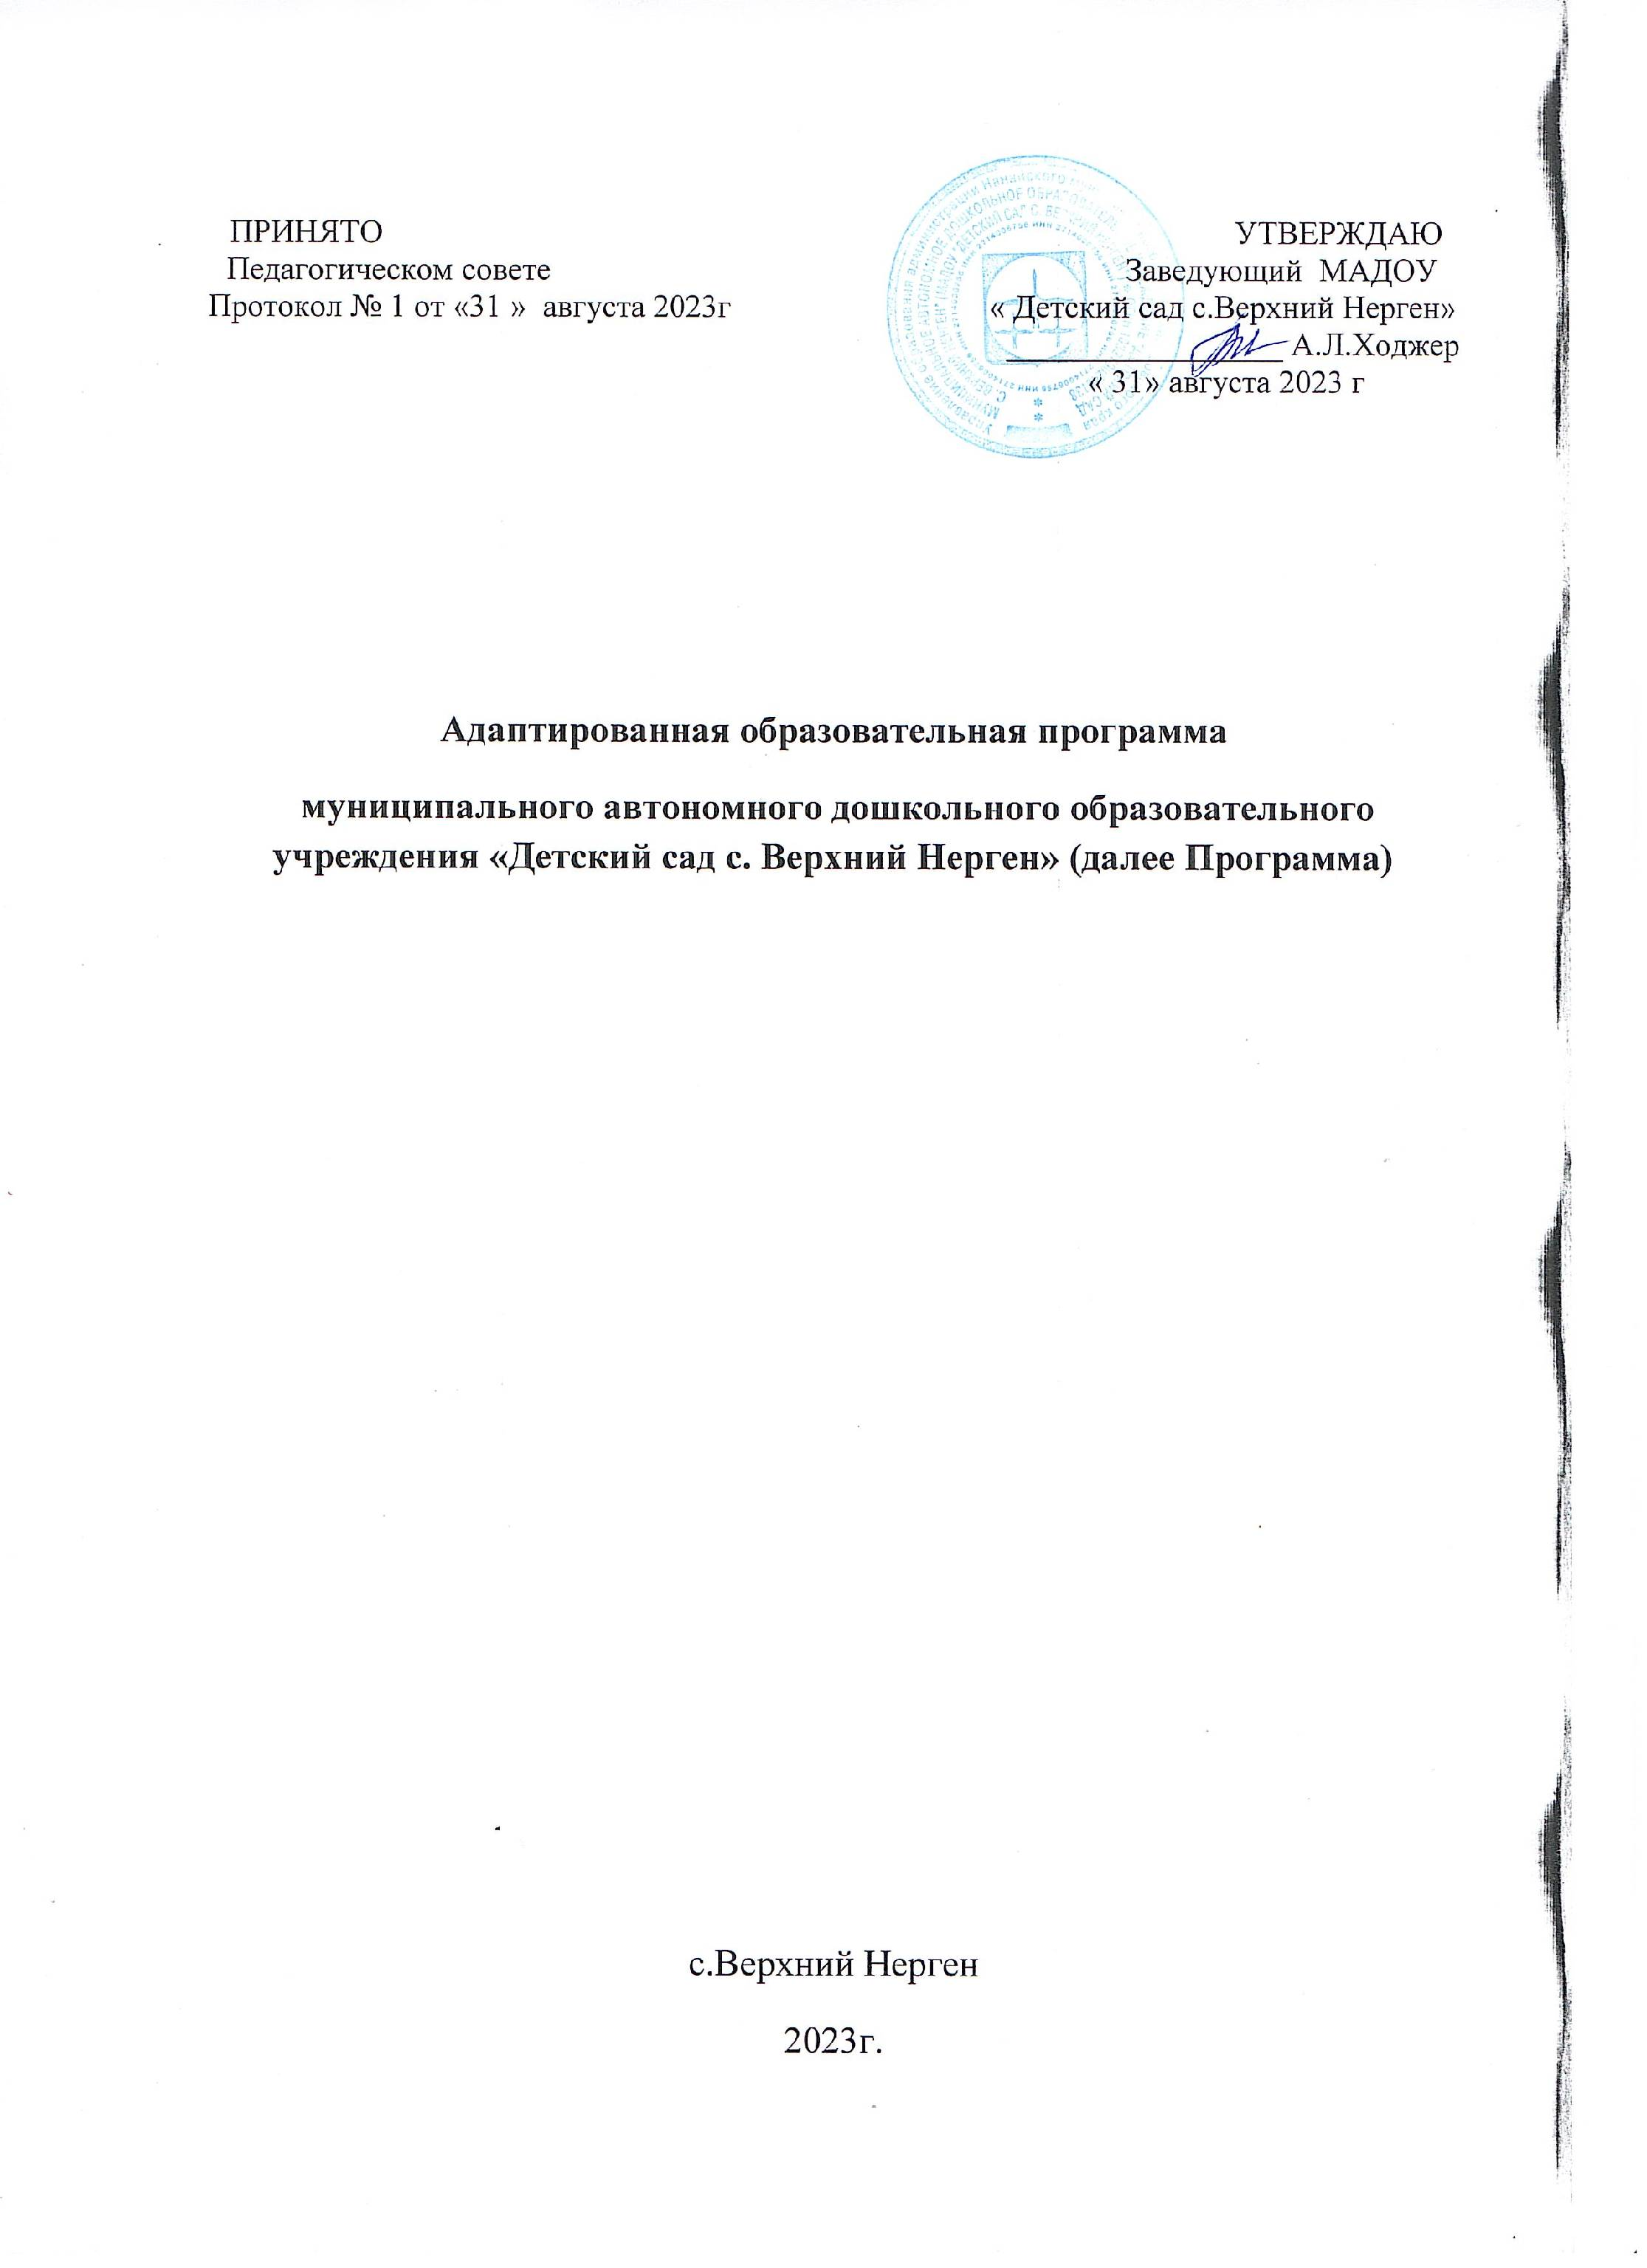 ПРИНЯТО
Педагогическом совете
Протокол № 1 от «31 » августа 2023г
УТВЕРЖДАЮ
Заведующий МАДОУ
« Детский сад с.Верхний Нерген»
А.Л.Ходжер
« 31» августа 2023 г
Адаптированная образовательная программа
муниципального автономного дошкольного образовательного
учреждения «Детский сад с. Верхний Нерген» (далее Программа)
с.Верхний Нерген
2023г.